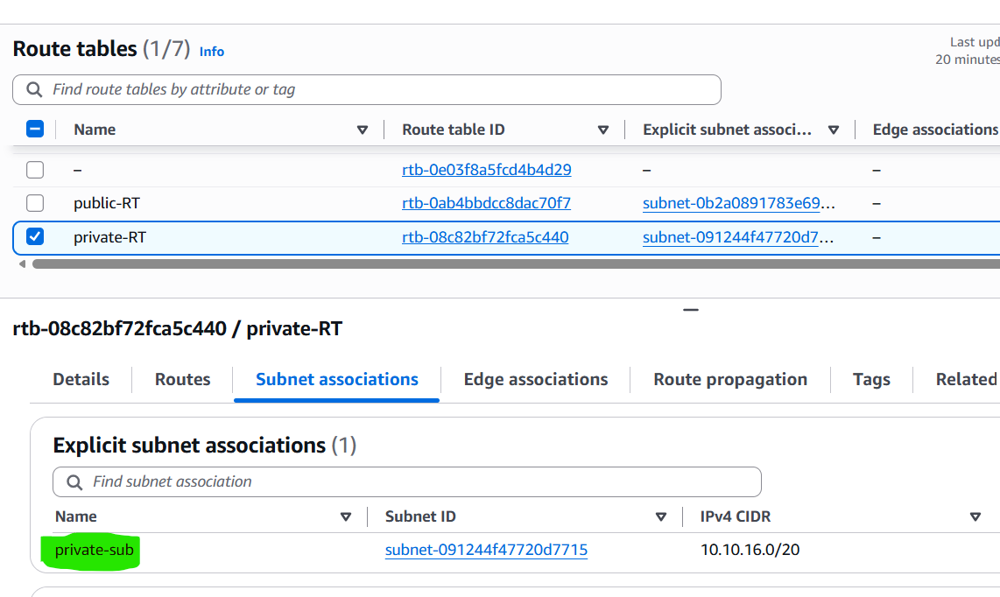 Route tables (1/7) Info
Last upd
20 minutes
Find route tables by attribute or tag
Name Route table ID Explicit subnet associ... Edge associations
– rtb-0e03f8a5fcd4b4d29 – –
public-RT rtb-0ab4bbdcc8dac70f7 subnet-0b2a0891783e69... –
private-RT rtb-08c82bf72fca5c440 subnet-091244f47720d7... –
rtb-08c82bf72fca5c440 / private-RT
Details Routes Subnet associations Edge associations Route propagation Tags Related
Explicit subnet associations (1)
Find subnet association
Name Subnet ID IPv4 CIDR
private-sub subnet-091244f47720d7715 10.10.16.0/20